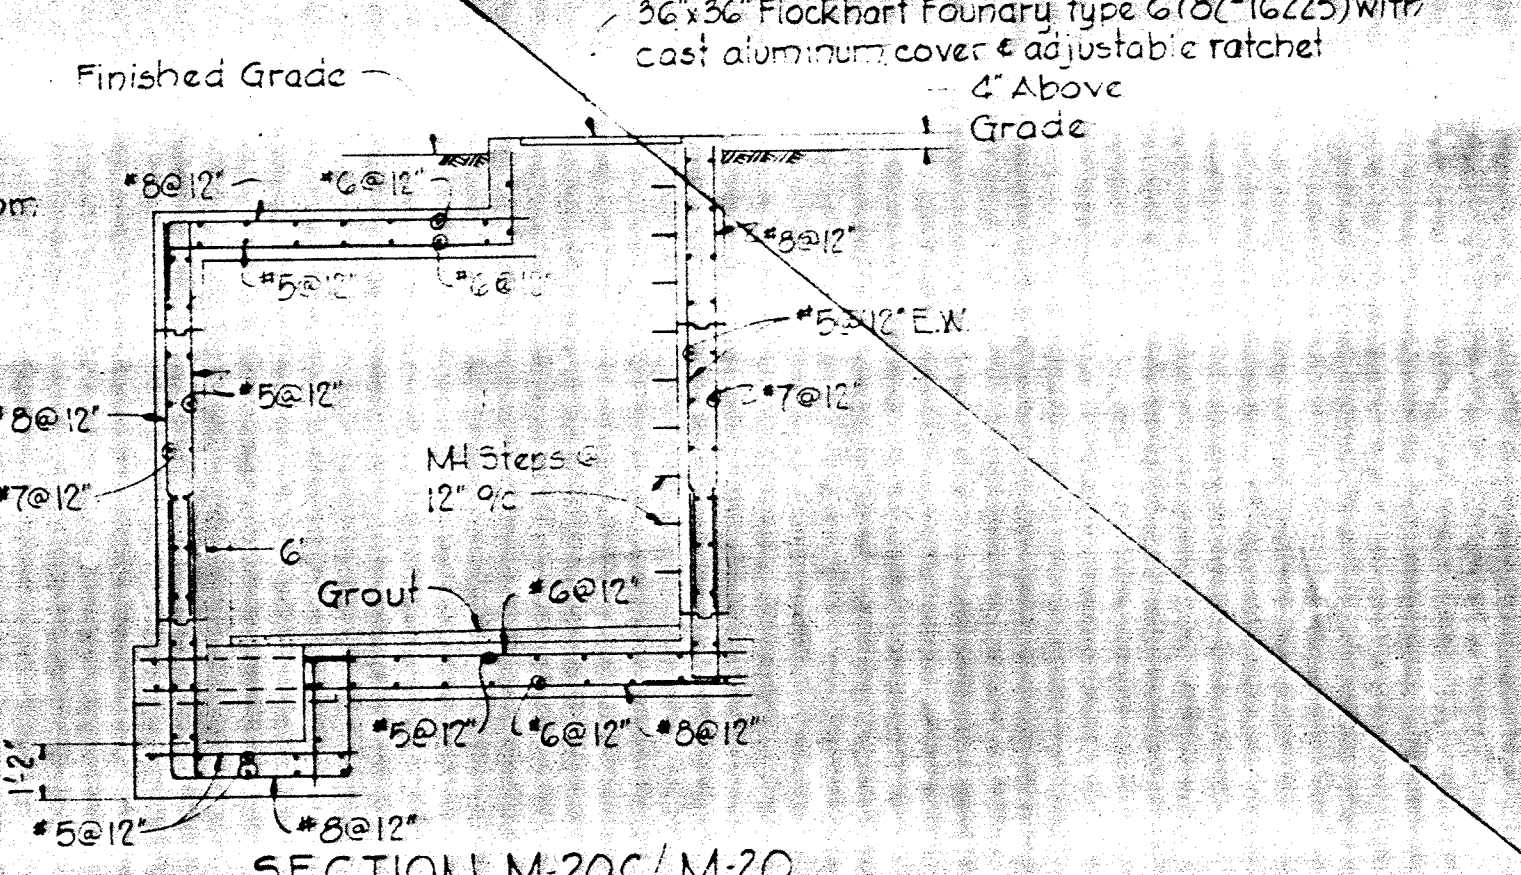 36"x36" Flockhart Foundry type
cast aluminum cover & adjustable ratchet
Finished Grade
4" Above
Grade
#8@12"
#6@12"
#8@12"
#5@12"
#6@12"
#5@12" E.W.
#5@12"
#7@12"
#8@12"
MH Steps @
12" o/c
#7@12"
6"
Grout
#6@12"
#5@12"
#6@12"
#8@12"
1'-2"
#5@12"
#8@12"
SECTION M-20C/M-20